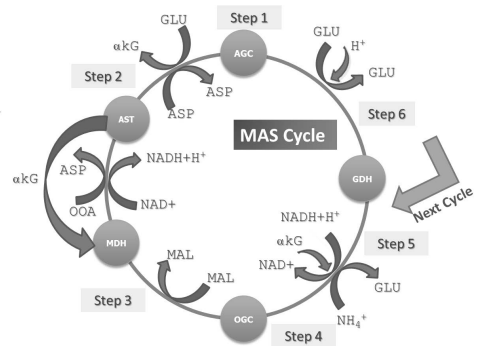 GLU
Step 1
αkG
AGC
GLU
H⁺
GLU
Step 2
ASP
ASP
AST
Step 6
MAS Cycle
ASP
NADH+H⁺
αkG
GDH
OOA
NAD+
Next Cycle
NADH+H⁺
MDH
αkG
Step 5
MAL
NAD+
MAL
GLU
Step 3
OGC
NH₄⁺
Step 4